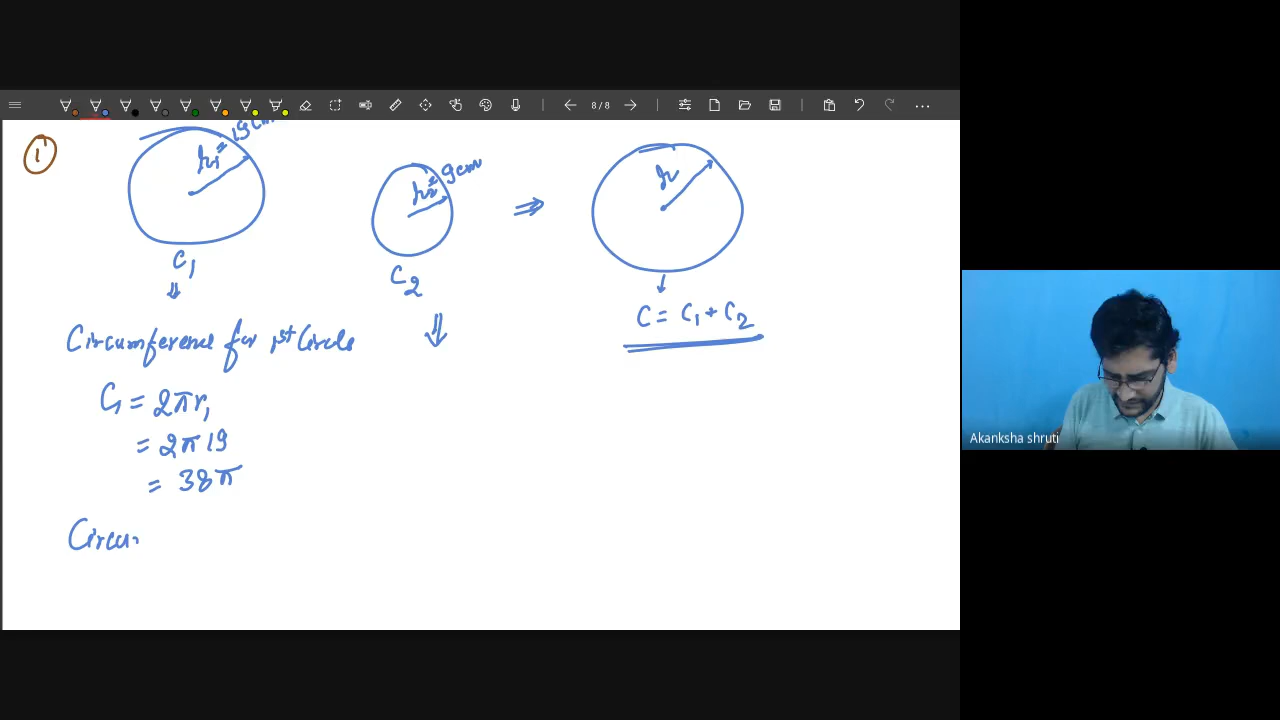 8/8
1
r₁ = 19cm
r₂ = 9cm
r
C₁
C₂
C = C₁ + C₂
Circumference for 1st Circle
C₁ = 2πr₁
= 2π19
= 38π
Circu
Akanksha shruti